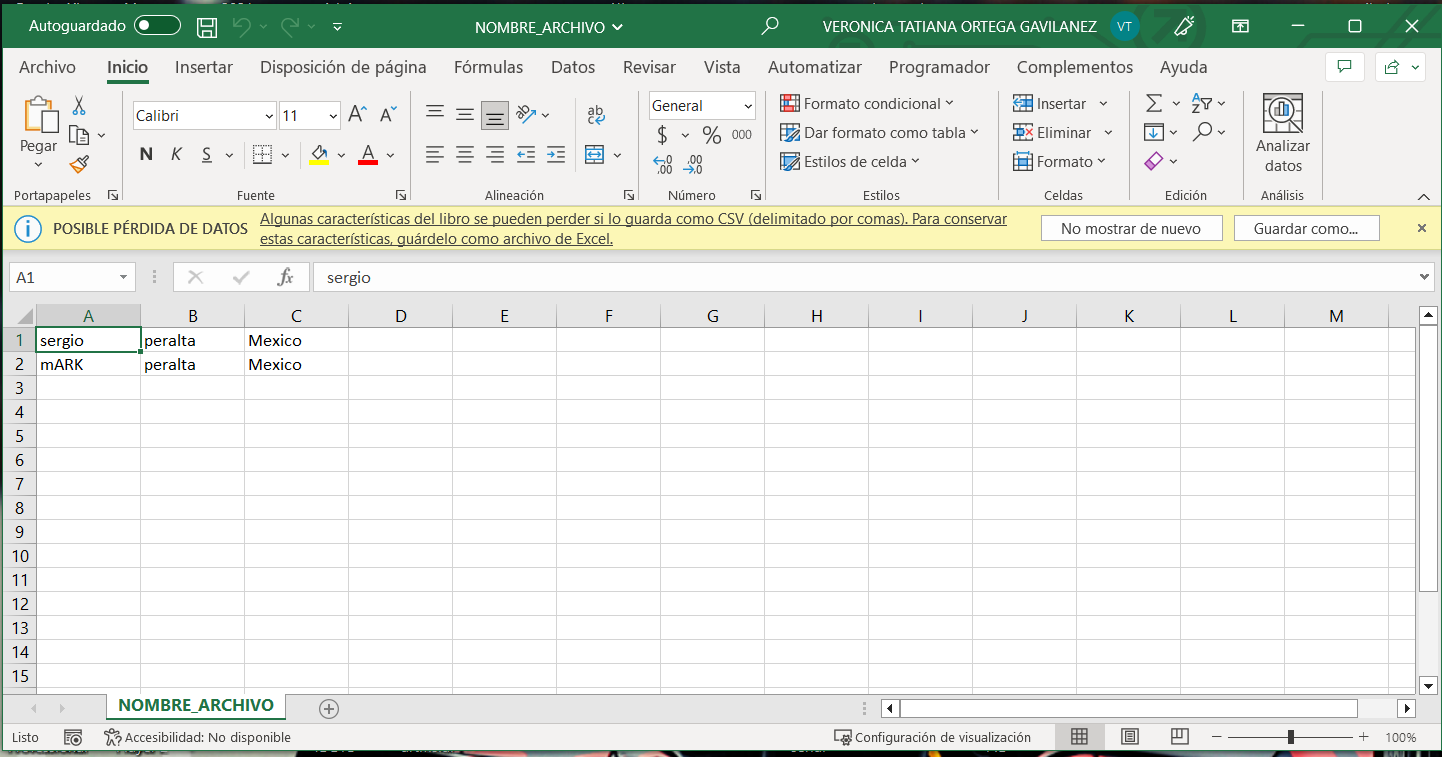 Autoguardado NOMBRE_ARCHIVO VERONICA TATIANA ORTEGA GAVILANEZ VT
Archivo Inicio Insertar Disposición de página Fórmulas Datos Revisar Vista Automatizar Programador Complementos Ayuda
Pegar
Portapapeles
Calibri 11 A A
N K S A
Fuente
ab
c
Alineación
General
$ % 000
,00 ,00
Número
Formato condicional
Dar formato como tabla
Estilos de celda
Estilos
Insertar
Eliminar
Formato
Celdas
Edición
Analizar
datos
Análisis
POSIBLE PÉRDIDA DE DATOS
Algunas características del libro se pueden perder si lo guarda como CSV (delimitado por comas). Para conservar
estas características, guárdelo como archivo de Excel.
No mostrar de nuevo
Guardar como...
A1 fx sergio
A B C D E F G H I J K L M
1 sergio peralta Mexico
2 mARK peralta Mexico
3
4
5
6
7
8
9
10
11
12
13
14
15
NOMBRE_ARCHIVO
Listo Accesibilidad: No disponible Configuración de visualización 100%